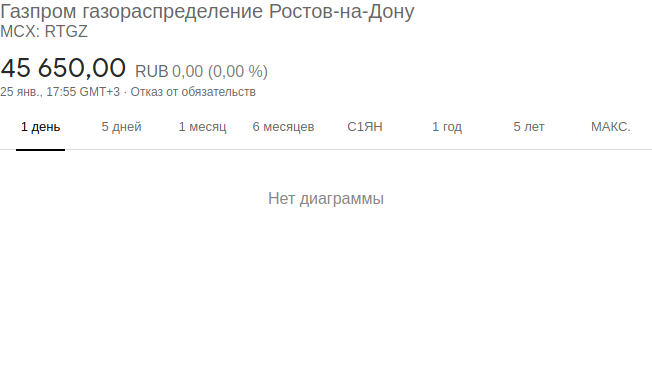 Газпром газораспределение Ростов-на-Дону
MCX: RTGZ
45 650,00 RUB 0,00 (0,00 %)
25 янв., 17:55 GMT+3 · Отказ от обязательств
1 день 5 дней 1 месяц 6 месяцев С1ЯН 1 год 5 лет МАКС.
Нет диаграммы